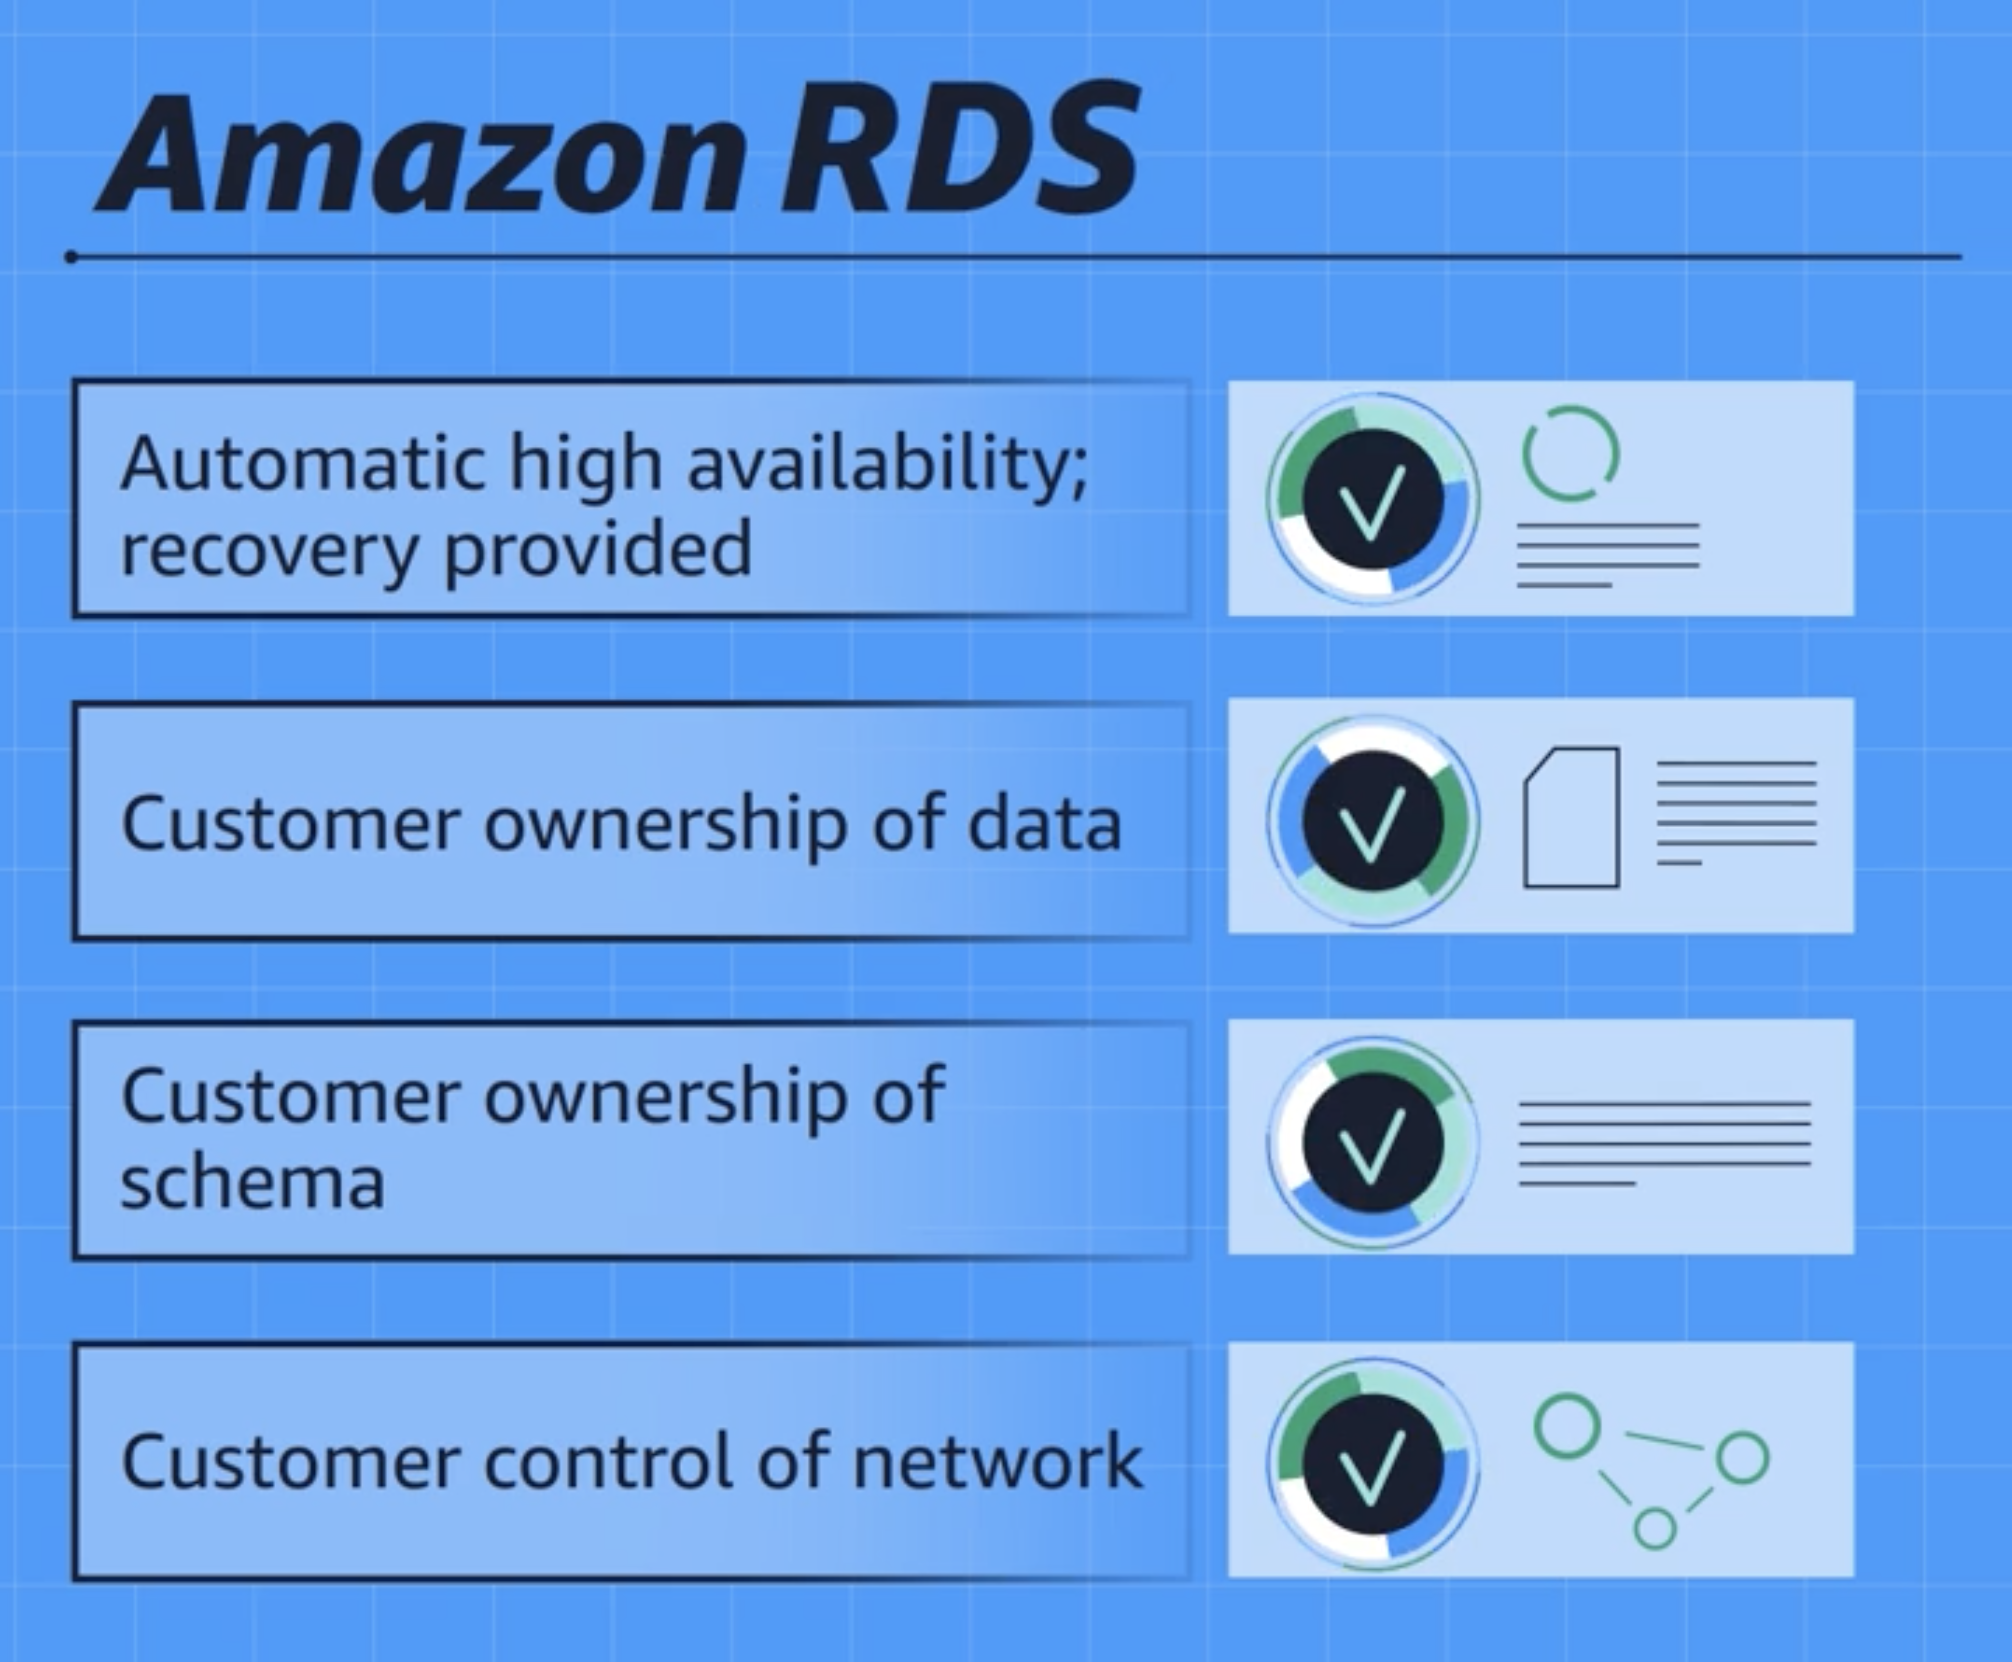 Amazon RDS
Automatic high availability;
recovery provided
Customer ownership of data
Customer ownership of
schema
Customer control of network